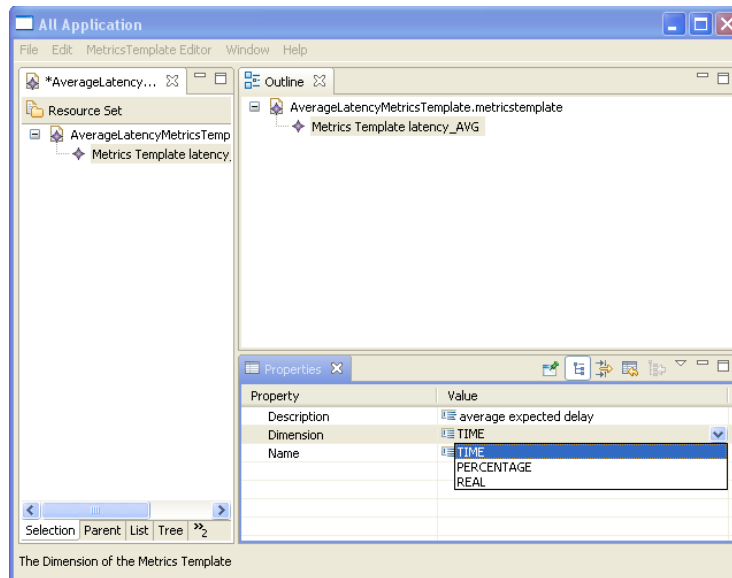 All Application
File Edit MetricsTemplate Editor Window Help
*AverageLatency...
Resource Set
AverageLatencyMetricsTemp
Metrics Template latency_
Selection Parent List Tree »2
Outline
AverageLatencyMetricsTemplate.metricstemplate
Metrics Template latency_AVG
Properties
Property Value
Description average expected delay
Dimension TIME
Name
TIME
PERCENTAGE
REAL
The Dimension of the Metrics Template